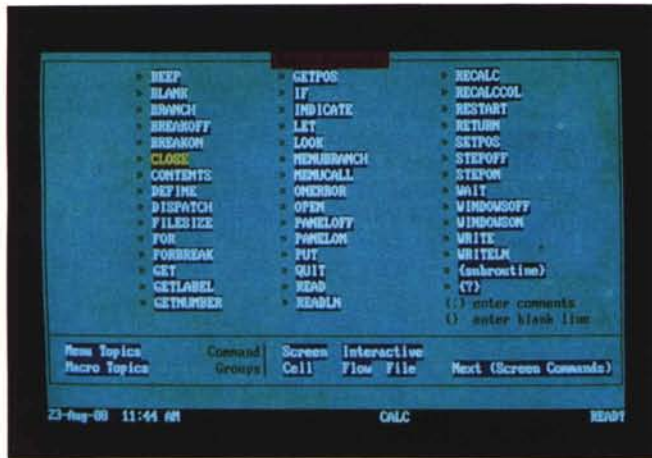 BEEP
BLANK
BRANCH
BREAKOFF
BREAKON
CLOSE
CONTENTS
DEFINE
DISPATCH
FILESIZE
FOR
FORBREAK
GET
GETLABEL
GETNUMBER
GETPOS
IF
INDICATE
LET
LOOK
MENUBRANCH
MENUCALL
ONERROR
OPEN
PANELOFF
PANELON
PUT
QUIT
READ
READLN
RECALC
RECALCCOL
RESTART
RETURN
SETPOS
STEPOFF
STEPON
WAIT
WINDOWSOFF
WINDOWSON
WRITE
WRITELN
{subroutine}
{?}
{;} enter comments
{} enter blank line
Menu Topics
Macro Topics
Command
Groups
Screen Interactive
Cell Flow File
Next (Screen Commands)
11:44 AM CALC READY